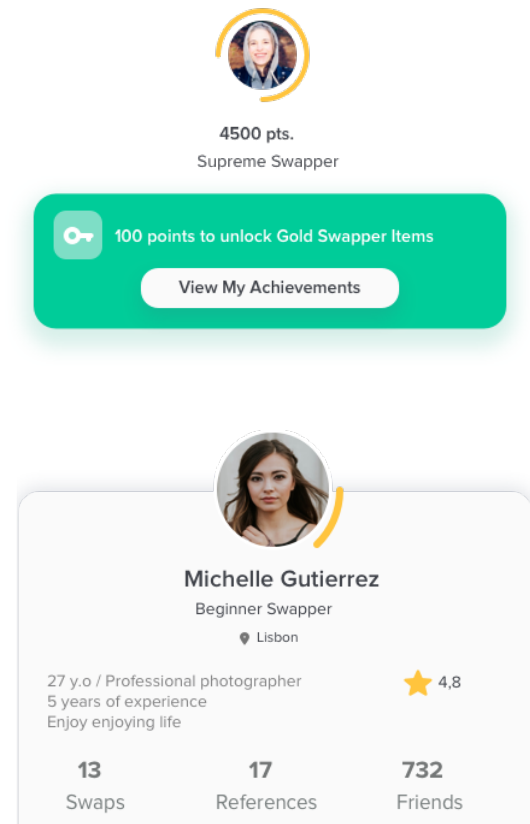 4500 pts.
Supreme Swapper
100 points to unlock Gold Swapper Items
View My Achievements
Michelle Gutierrez
Beginner Swapper
Lisbon
27 y.o / Professional photographer
4,8
5 years of experience
Enjoy enjoying life
13 17 732
Swaps References Friends